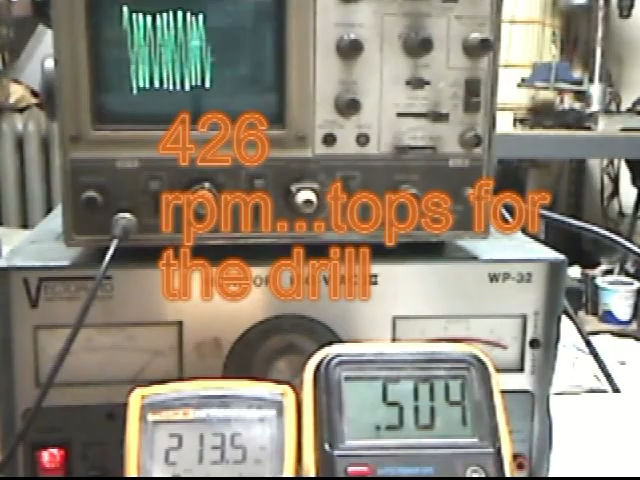 426
rpm...tops for
the drill
WP-32
213.5
.504